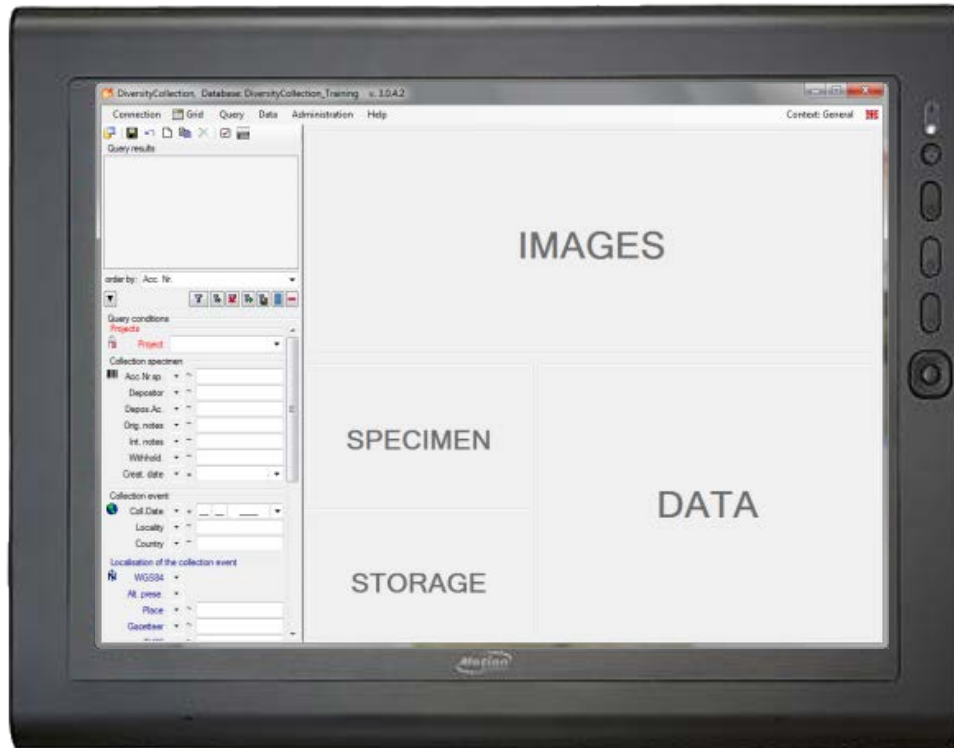 DiversityCollection, Database: DiversityCollection_Training v. 3.0.4.2
Connection Grid Query Data Administration Help Context: General
Query results
order by: Acc. Nr.
Query conditions
Projects
Project
Collection specimen
Acc.Nr.sp. ~
Depositor ~
Depos.Ac. ~
Orig. notes ~
Int. notes ~
Withhold. ~
Creat. date =
Collection event
Coll.Date = __ __ ____
Locality ~
Country ~
Localisation of the collection event
WGS84
Alt. prese.
Place ~
Gazetteer ~
IMAGES
SPECIMEN
STORAGE
DATA
Motion